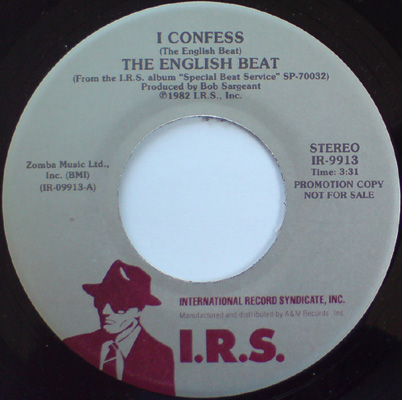 I CONFESS
(The English Beat)
THE ENGLISH BEAT
(From the I.R.S. album "Special Beat Service" SP-70032)
Produced by Bob Sargeant
℗1982 I.R.S., Inc.
Zomba Music Ltd.,
Inc. (BMI)
(IR-09913-A)
STEREO
IR-9913
Time: 3:31
PROMOTION COPY
NOT FOR SALE
INTERNATIONAL RECORD SYNDICATE, INC.
Manufactured and distributed by A&M Records, Inc.
I.R.S.